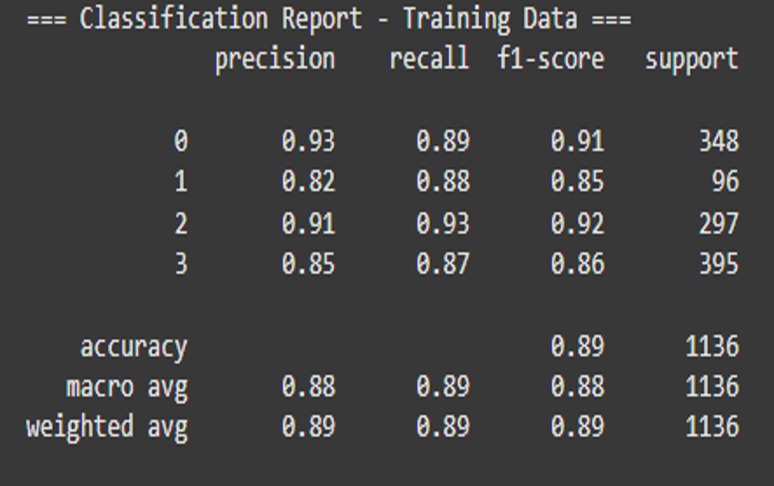 === Classification Report - Training Data ===
precision recall f1-score support
0 0.93 0.89 0.91 348
1 0.82 0.88 0.85 96
2 0.91 0.93 0.92 297
3 0.85 0.87 0.86 395
accuracy 0.89 1136
macro avg 0.88 0.89 0.88 1136
weighted avg 0.89 0.89 0.89 1136